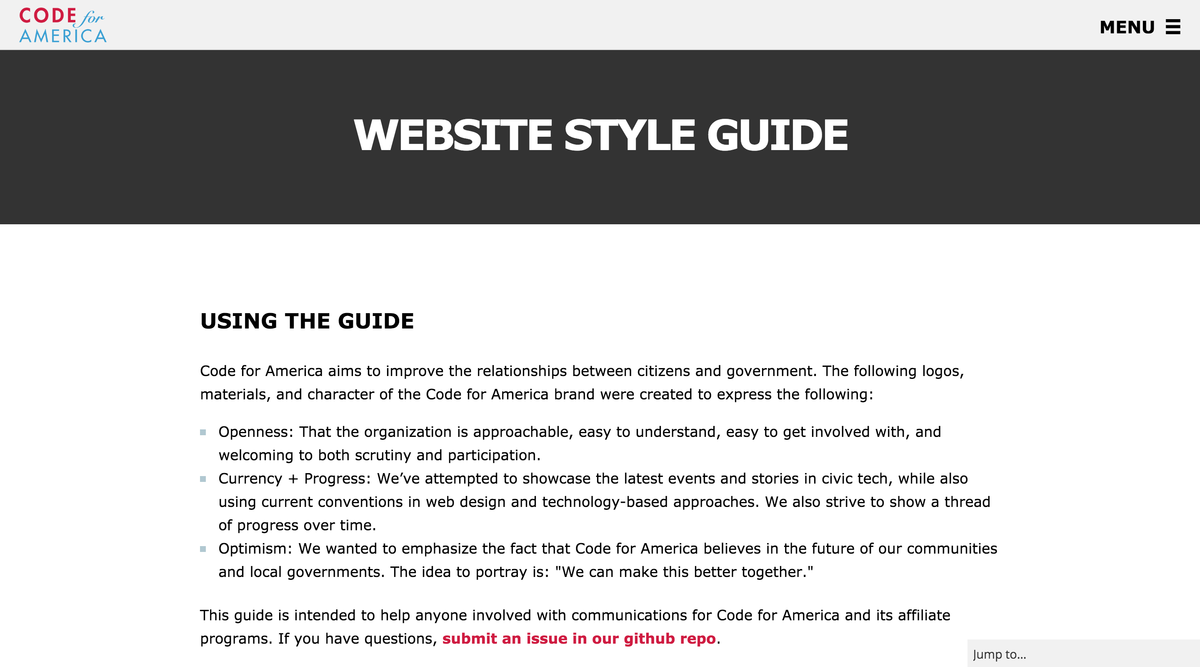 CODE for
AMERICA
MENU
WEBSITE STYLE GUIDE
USING THE GUIDE
Code for America aims to improve the relationships between citizens and government. The following logos,
materials, and character of the Code for America brand were created to express the following:
Openness: That the organization is approachable, easy to understand, easy to get involved with, and
welcoming to both scrutiny and participation.
Currency + Progress: We’ve attempted to showcase the latest events and stories in civic tech, while also
using current conventions in web design and technology-based approaches. We also strive to show a thread
of progress over time.
Optimism: We wanted to emphasize the fact that Code for America believes in the future of our communities
and local governments. The idea to portray is: "We can make this better together."
This guide is intended to help anyone involved with communications for Code for America and its affiliate
programs. If you have questions, submit an issue in our github repo.
Jump to...